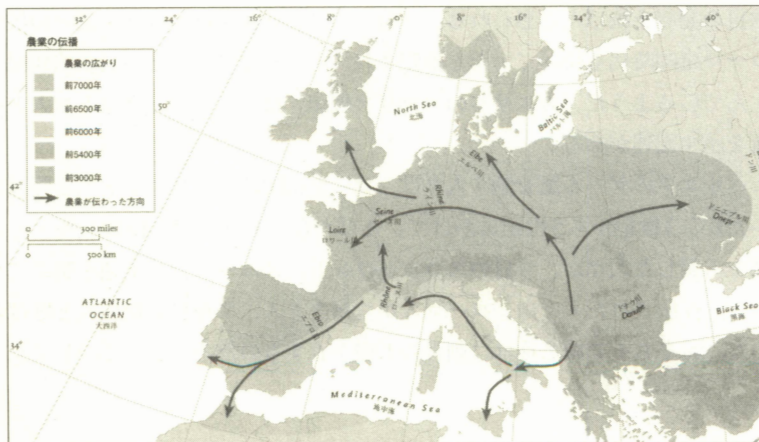 農業の伝播
農業の広がり
前7000年
前6500年
前6000年
前5400年
前3000年
農業が伝わった方向
300 miles
500 km
24°
16°
8°
0°
8°
16°
24°
32°
40°
50°
42°
34°
North Sea
北海
Baltic Sea
バルト海
Elbe
エルベ川
Rhine
ライン川
Seine
セーヌ川
Loire
ロワール川
Rhône
ローヌ川
Ebro
エブロ川
ドニエプル川
Dnepr
ドン川
ドナウ川
Danube
Black Sea
黒海
ATLANTIC
OCEAN
大西洋
Mediterranean Sea
地中海